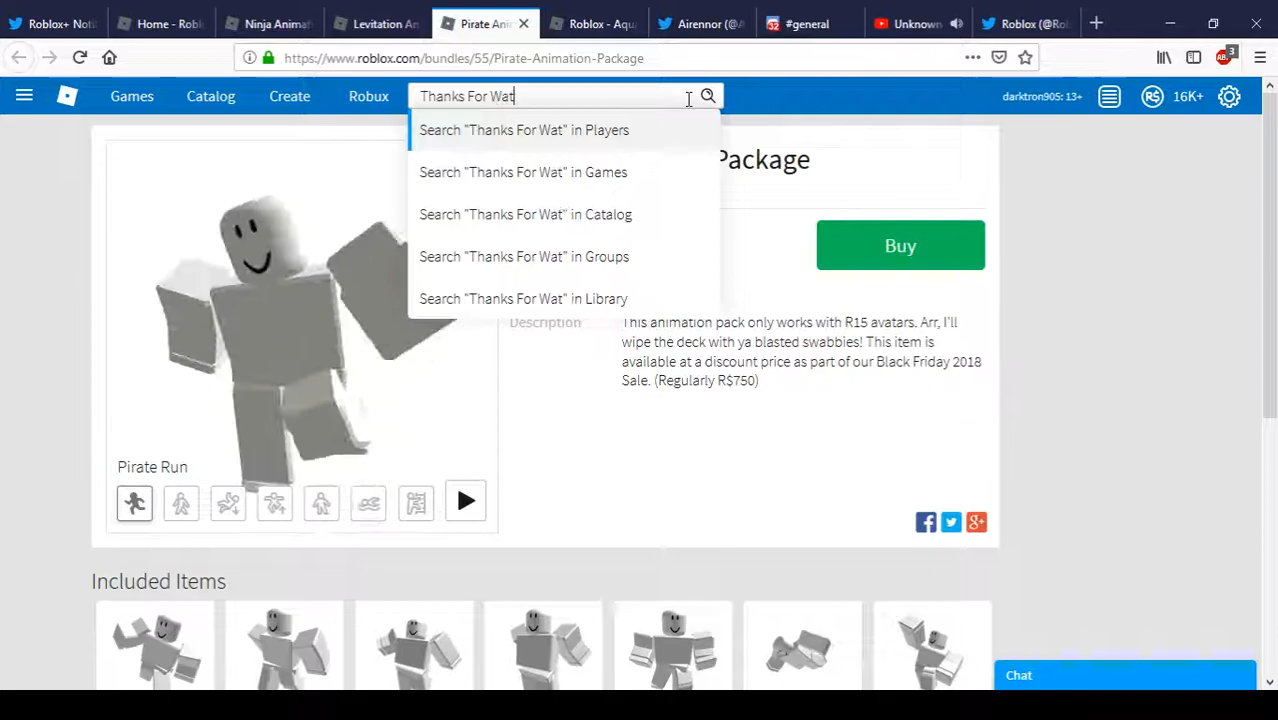 Roblox+ Noti
Home - Robl
Ninja Animat
Levitation An
Pirate Ani
Roblox - Aqu
Airennor (@A
#general
Unknown
Roblox (@Ro
https://www.roblox.com/bundles/55/Pirate-Animation-Package
3
Games
Catalog
Create
Robux
Thanks For Wat
darktron905: 13+
R$
16K+
Search "Thanks For Wat" in Players
Search "Thanks For Wat" in Games
Search "Thanks For Wat" in Catalog
Search "Thanks For Wat" in Groups
Search "Thanks For Wat" in Library
Package
Buy
Description
This animation pack only works with R15 avatars. Arr, I'll
wipe the deck with ya blasted swabbies! This item is
available at a discount price as part of our Black Friday 2018
Sale. (Regularly R$750)
Pirate Run
Included Items
Chat